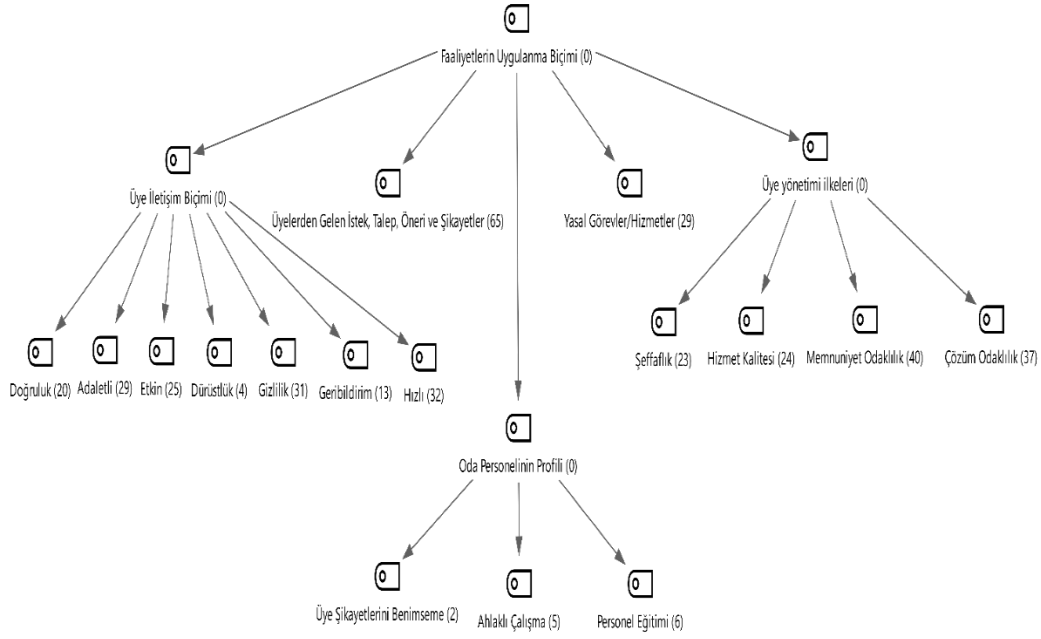 Faaliyetlerin Uygulanma Biçimi (0)
Üye İletişim Biçimi (0)
Üyelerden Gelen İstek, Talep, Öneri ve Şikayetler (65)
Yasal Görevler/Hizmetler (29)
Üye yönetimi ilkeleri (0)
Doğruluk (20)
Adaletli (29)
Etkin (25)
Dürüstlük (4)
Gizlilik (31)
Geribildirim (13)
Hızlı (32)
Şeffaflık (23)
Hizmet Kalitesi (24)
Memnuniyet Odaklılık (40)
Çözüm Odaklılık (37)
Oda Personelinin Profili (0)
Üye Şikayetlerini Benimseme (2)
Ahlaklı Çalışma (5)
Personel Eğitimi (6)